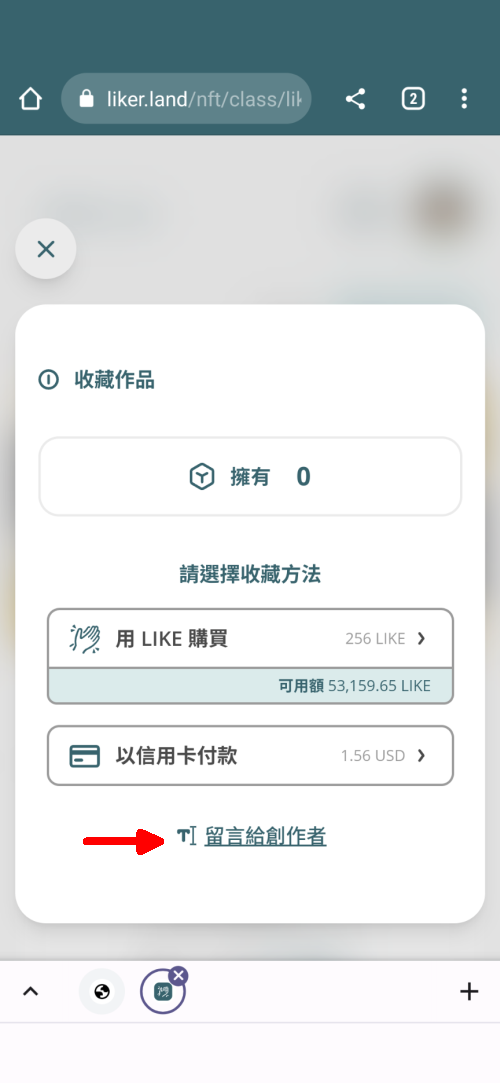 liker.land/nft/class/lik
2
收藏作品
擁有 0
請選擇收藏方法
用 LIKE 購買 256 LIKE
可用額 53,159.65 LIKE
以信用卡付款 1.56 USD
留言給創作者